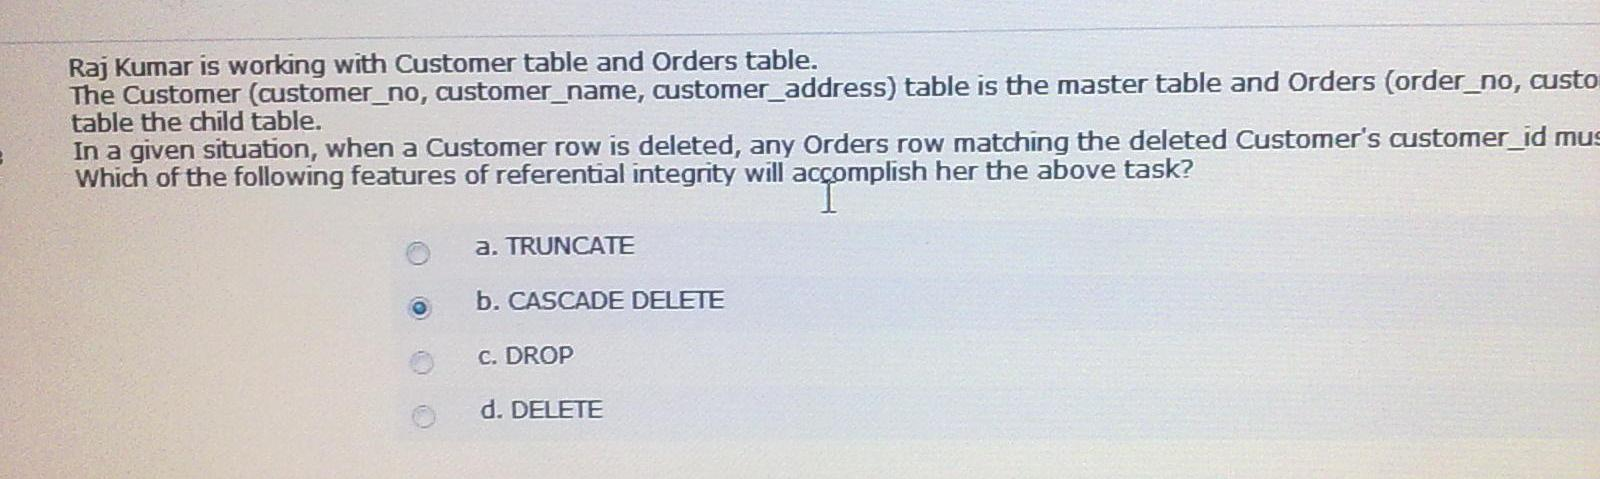 Raj Kumar is working with Customer table and Orders table.
The Customer (customer_no, customer_name, customer_address) table is the master table and Orders (order_no, custo
table the child table.
In a given situation, when a Customer row is deleted, any Orders row matching the deleted Customer's customer_id mus
Which of the following features of referential integrity will accomplish her the above task?
a. TRUNCATE
b. CASCADE DELETE
c. DROP
d. DELETE